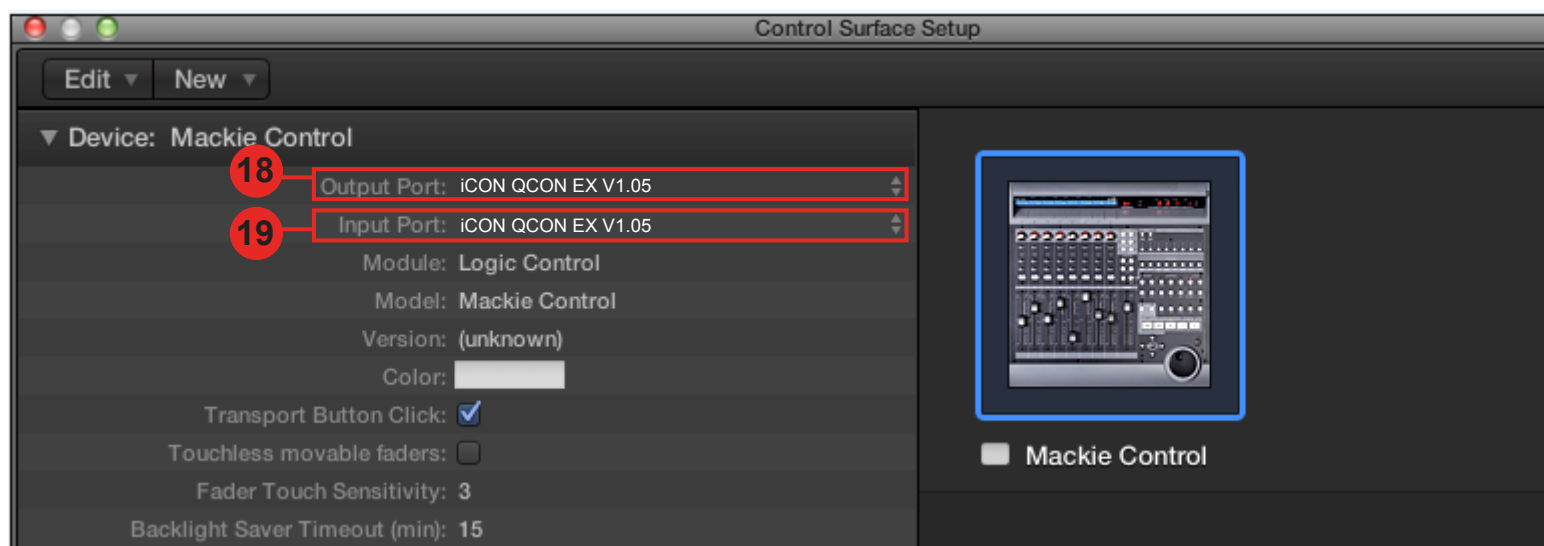 Control Surface Setup
Edit New
Device: Mackie Control
18
Output Port: iCON QCON EX V1.05
19
Input Port: iCON QCON EX V1.05
Module: Logic Control
Model: Mackie Control
Version: (unknown)
Color:
Transport Button Click:
Touchless movable faders:
Fader Touch Sensitivity: 3
Backlight Saver Timeout (min): 15
Mackie Control